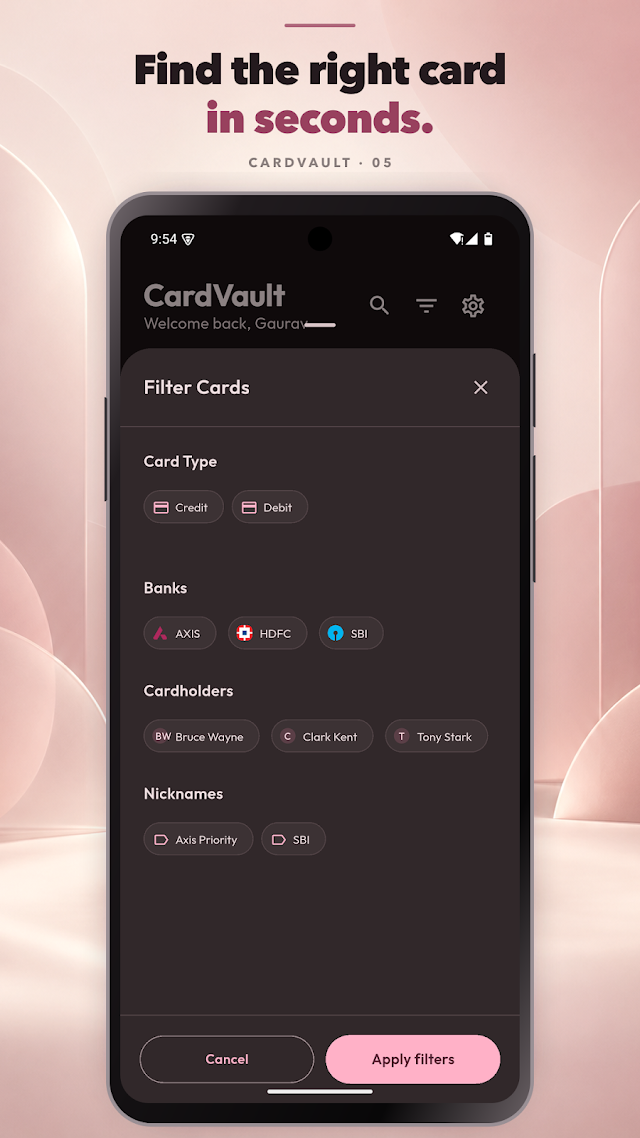 Find the right card
in seconds.
CARDVAULT · 05
9:54
CardVault
Welcome back, Gaurav
Filter Cards
Card Type
Credit
Debit
Banks
AXIS
HDFC
SBI
Cardholders
BW Bruce Wayne
C Clark Kent
T Tony Stark
Nicknames
Axis Priority
SBI
Cancel
Apply filters